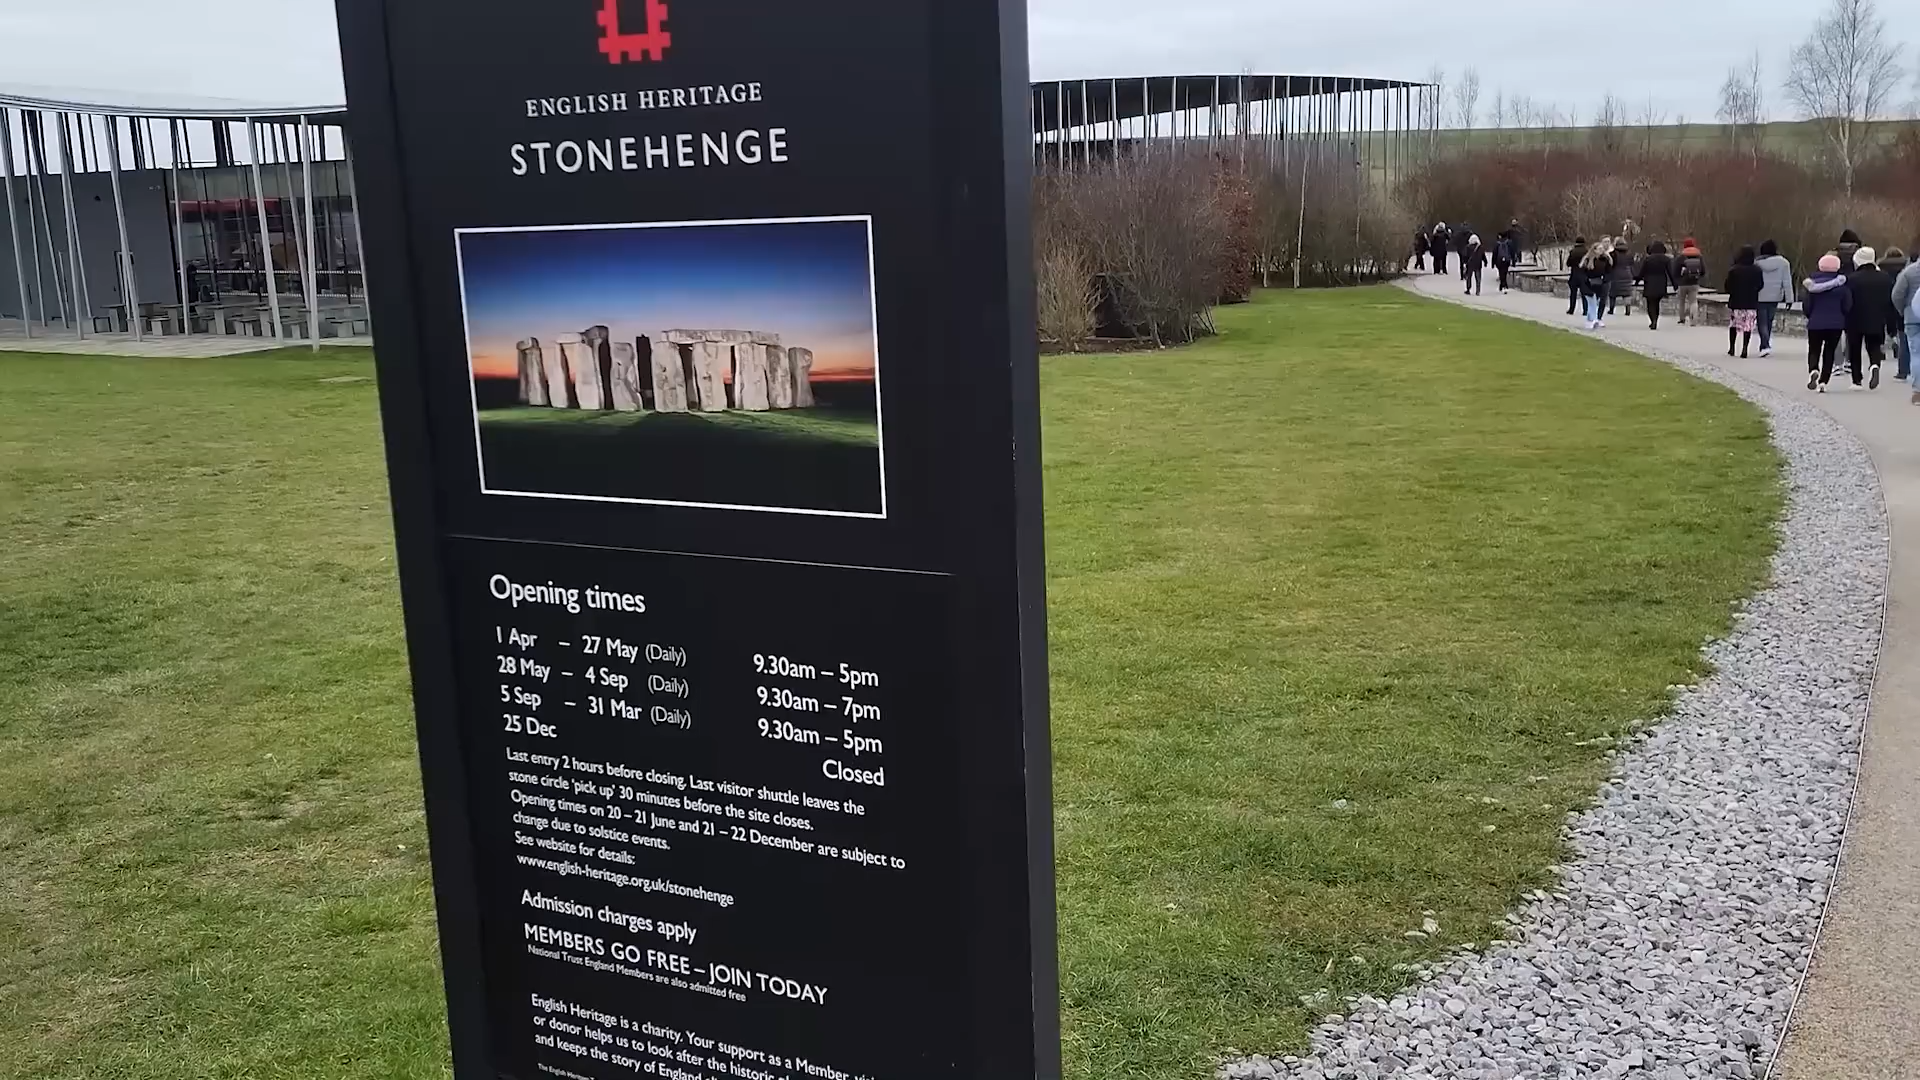 ENGLISH HERITAGE
STONEHENGE
Opening times
1 Apr – 27 May (Daily) 9.30am – 5pm
28 May – 4 Sep (Daily) 9.30am – 7pm
5 Sep – 31 Mar (Daily) 9.30am – 5pm
25 Dec Closed
Last entry 2 hours before closing. Last visitor shuttle leaves the
stone circle 'pick up' 30 minutes before the site closes.
Opening times on 20 – 21 June and 21 – 22 December are subject to
change due to solstice events.
See website for details:
www.english-heritage.org.uk/stonehenge
Admission charges apply
MEMBERS GO FREE – JOIN TODAY
National Trust England Members are also admitted free
English Heritage is a charity. Your support as a Member,
or donor helps us to look after the historic
and keeps the story of England
The English Heritage